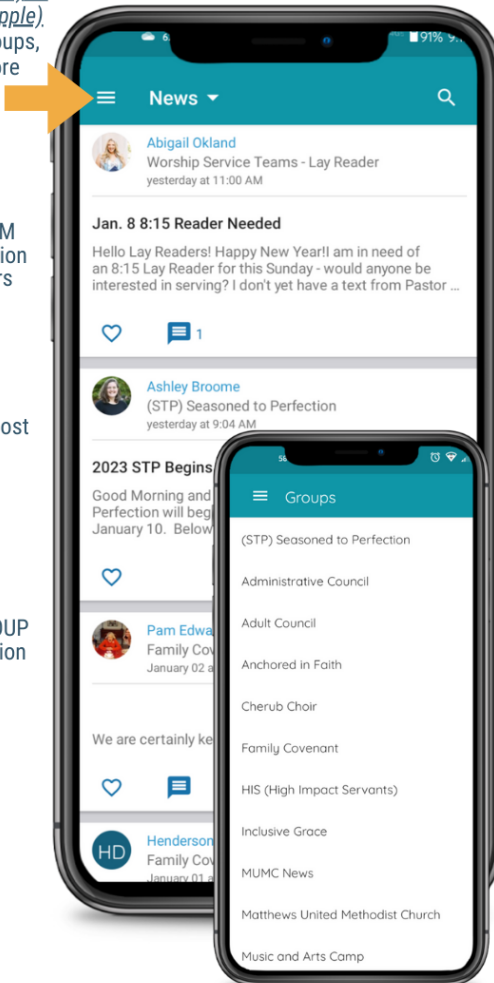 pple)
oups,
ore
M
ion
rs
ost
OUP
ion
91%
News
Abigail Okland
Worship Service Teams - Lay Reader
yesterday at 11:00 AM
Jan. 8 8:15 Reader Needed
Hello Lay Readers! Happy New Year!I am in need of
an 8:15 Lay Reader for this Sunday - would anyone be
interested in serving? I don't yet have a text from Pastor ...
1
Ashley Broome
(STP) Seasoned to Perfection
yesterday at 9:04 AM
2023 STP Begins
Good Morning and
Perfection will beg
January 10. Below
Pam Edwa
Family Cov
January 02 a
We are certainly ke
HD
Henderson
Family Cov
January 01 a
58
Groups
(STP) Seasoned to Perfection
Administrative Council
Adult Council
Anchored in Faith
Cherub Choir
Family Covenant
HIS (High Impact Servants)
Inclusive Grace
MUMC News
Matthews United Methodist Church
Music and Arts Camp